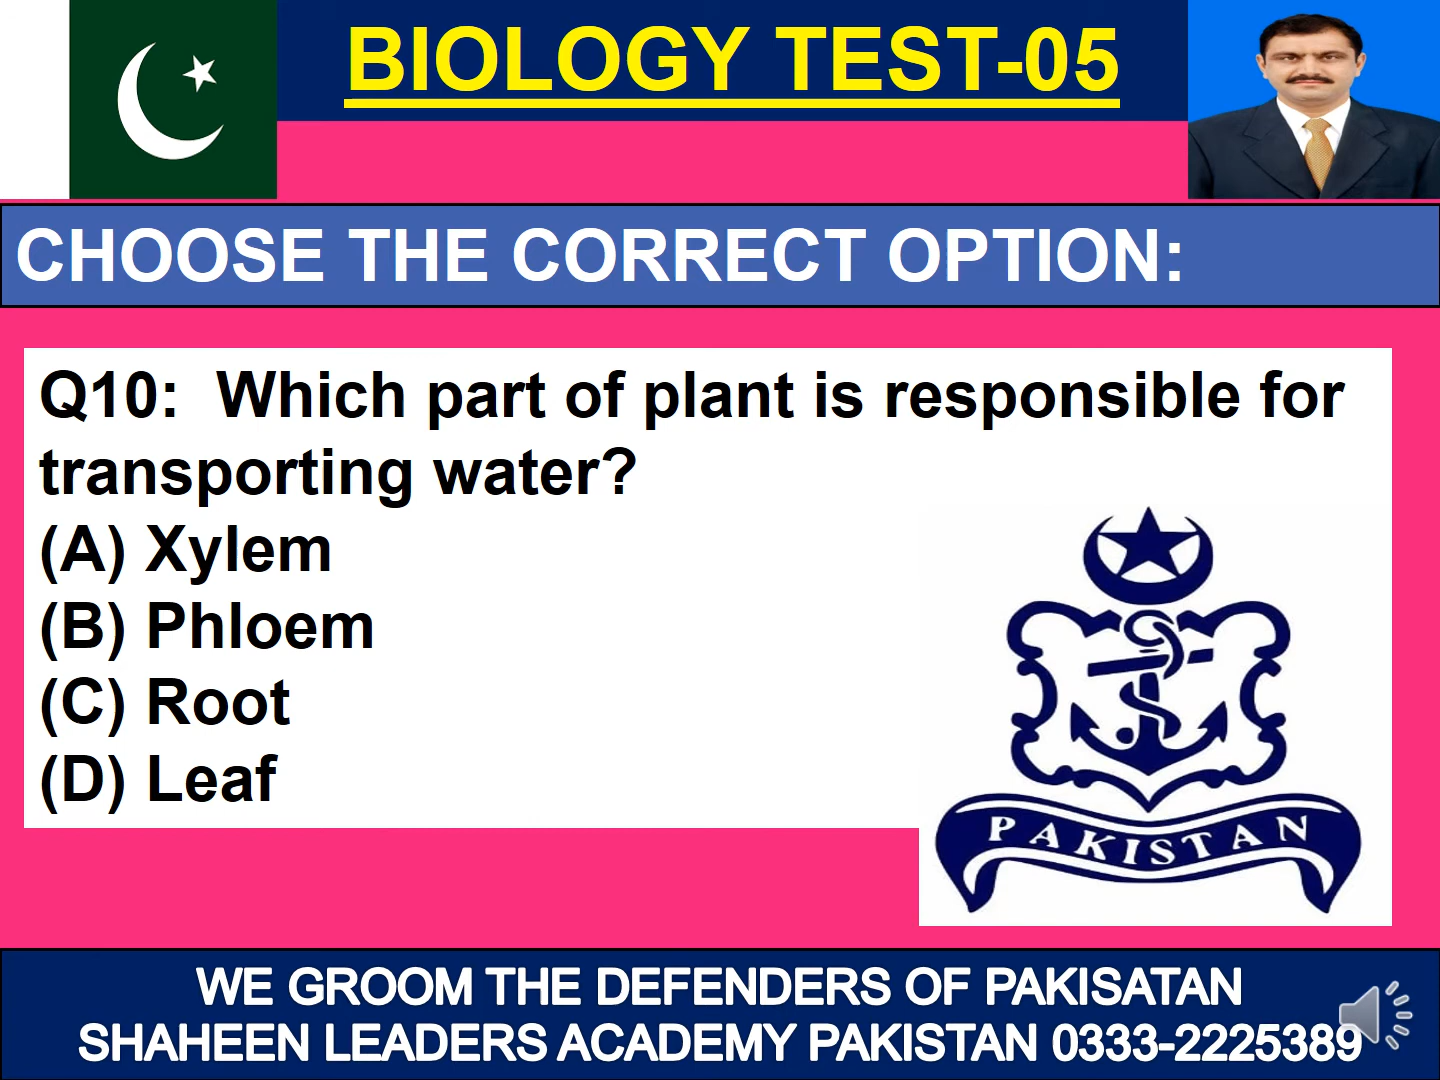 BIOLOGY TEST-05
CHOOSE THE CORRECT OPTION:
Q10:  Which part of plant is responsible for
transporting water?
(A) Xylem
(B) Phloem
(C) Root
(D) Leaf
PAKISTAN
WE GROOM THE DEFENDERS OF PAKISATAN
SHAHEEN LEADERS ACADEMY PAKISTAN 0333-2225389